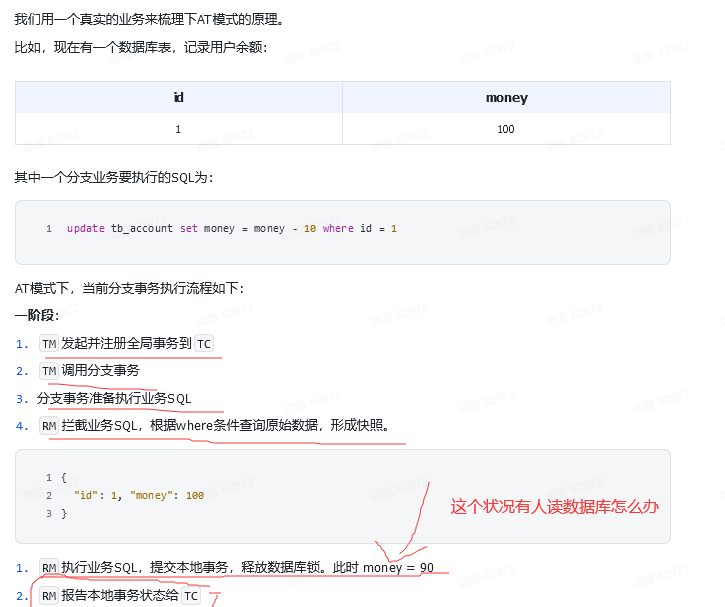 我们用一个真实的业务来梳理下AT模式的原理。
比如，现在有一个数据库表，记录用户余额：
id money
1 100
其中一个分支业务要执行的SQL为：
1 update tb_account set money = money - 10 where id = 1
AT模式下，当前分支事务执行流程如下：
一阶段：
1. TM 发起并注册全局事务到 TC
2. TM 调用分支事务
3. 分支事务准备执行业务SQL
4. RM 拦截业务SQL，根据where条件查询原始数据，形成快照。
1 {
2 "id": 1, "money": 100
3 }
这个状况有人读数据库怎么办
1. RM 执行业务SQL，提交本地事务，释放数据库锁。此时 money = 90
2. RM 报告本地事务状态给 TC
访客 62972